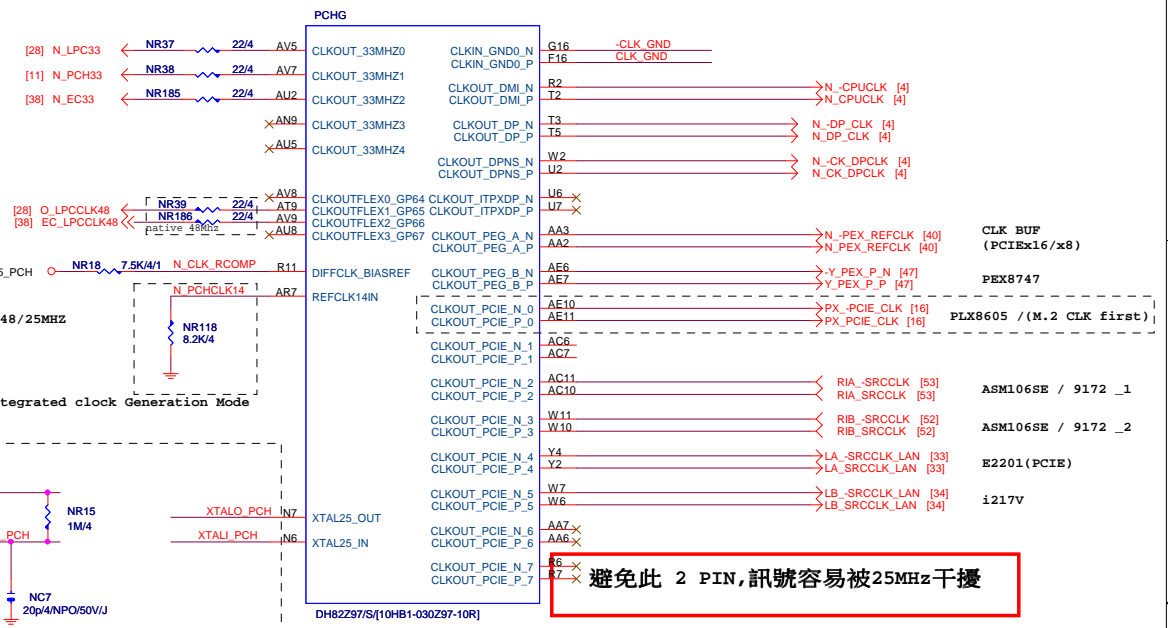 PCHG
[28] N_LPC33 NR37 22/4 AV5 CLKOUT_33MHZ0
[11] N_PCH33 NR38 22/4 AV7 CLKOUT_33MHZ1
[38] N_EC33 NR185 22/4 AU2 CLKOUT_33MHZ2
AN9 CLKOUT_33MHZ3
AU5 CLKOUT_33MHZ4
AV8 CLKOUTFLEX0_GP64
[28] O_LPCCLK48 NR39 22/4 AT9 CLKOUTFLEX1_GP65
[38] EC_LPCCLK48 NR186 22/4 AV9 CLKOUTFLEX2_GP66
native 48Mhz AU8 CLKOUTFLEX3_GP67
_PCH NR18 7.5K/4/1 N_CLK_RCOMP R11 DIFFCLK_BIASREF
N_PCHCLK14 AR7 REFCLK14IN
48/25MHZ
NR118
8.2K/4
tegrated clock Generation Mode
NR15
1M/4
_PCH
XTALO_PCH N7 XTAL25_OUT
XTALI_PCH N6 XTAL25_IN
NC7
20p/4/NPO/50V/J
CLKIN_GND0_N G16 -CLK_GND
CLKIN_GND0_P F16 CLK_GND
CLKOUT_DMI_N R2 N_-CPUCLK [4]
CLKOUT_DMI_P T2 N_CPUCLK [4]
CLKOUT_DP_N T3 N_-DP_CLK [4]
CLKOUT_DP_P T5 N_DP_CLK [4]
CLKOUT_DPNS_N W2 N_-CK_DPCLK [4]
CLKOUT_DPNS_P U2 N_CK_DPCLK [4]
CLKOUT_ITPXDP_N U6
CLKOUT_ITPXDP_P U7
CLKOUT_PEG_A_N AA3 N_-PEX_REFCLK [40]
CLKOUT_PEG_A_P AA2 N_PEX_REFCLK [40]
CLK BUF
(PCIEx16/x8)
CLKOUT_PEG_B_N AE6 -Y_PEX_P_N [47]
CLKOUT_PEG_B_P AE7 Y_PEX_P_P [47]
PEX8747
CLKOUT_PCIE_N_0 AE10 PX_-PCIE_CLK [16]
CLKOUT_PCIE_P_0 AE11 PX_PCIE_CLK [16]
PLX8605 /(M.2 CLK first)
CLKOUT_PCIE_N_1 AC6
CLKOUT_PCIE_P_1 AC7
CLKOUT_PCIE_N_2 AC11 RIA_-SRCCLK [53]
CLKOUT_PCIE_P_2 AC10 RIA_SRCCLK [53]
ASM106SE / 9172 _1
CLKOUT_PCIE_N_3 W11 RIB_-SRCCLK [52]
CLKOUT_PCIE_P_3 W10 RIB_SRCCLK [52]
ASM106SE / 9172 _2
CLKOUT_PCIE_N_4 Y4 LA_-SRCCLK_LAN [33]
CLKOUT_PCIE_P_4 Y2 LA_SRCCLK_LAN [33]
E2201(PCIE)
CLKOUT_PCIE_N_5 W7 LB_-SRCCLK_LAN [34]
CLKOUT_PCIE_P_5 W6 LB_SRCCLK_LAN [34]
i217V
CLKOUT_PCIE_N_6 AA7
CLKOUT_PCIE_P_6 AA6
CLKOUT_PCIE_N_7 R6
CLKOUT_PCIE_P_7 R7
避免此 2 PIN,訊號容易被25MHz干擾
DH82Z97/S/[10HB1-030Z97-10R]